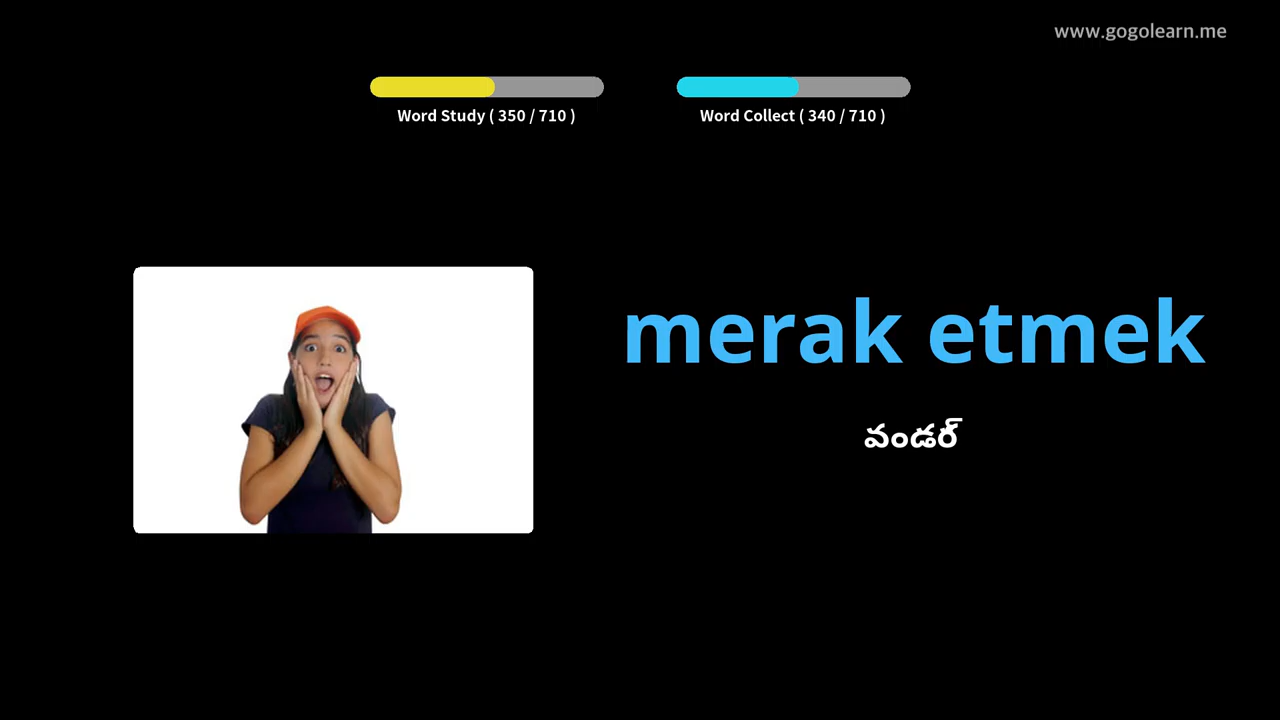 www.gogolearn.me
Word Study ( 350 / 710 )
Word Collect ( 340 / 710 )
merak etmek
వండర్